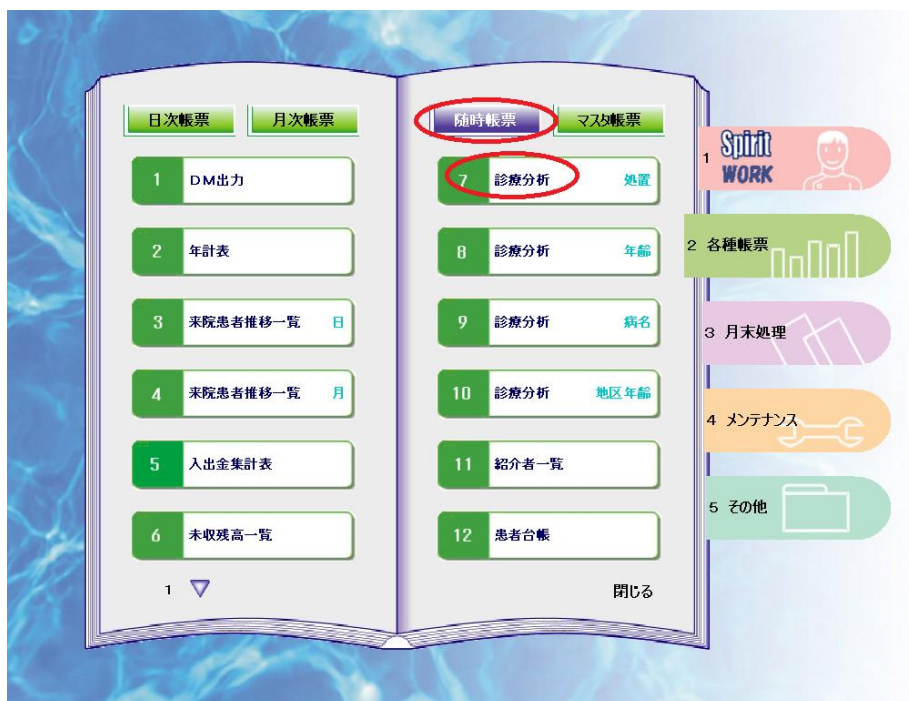 日次帳票
月次帳票
随時帳票
マスタ帳票
1 DM出力
2 年計表
3 来院患者推移一覧 日
4 来院患者推移一覧 月
5 入出金集計表
6 未収残高一覧
1
7 診療分析 処置
8 診療分析 年齢
9 診療分析 病名
10 診療分析 地区年齢
11 紹介者一覧
12 患者台帳
閉じる
1 Spirit
WORK
2 各種帳票
3 月末処理
4 メンテナンス
5 その他